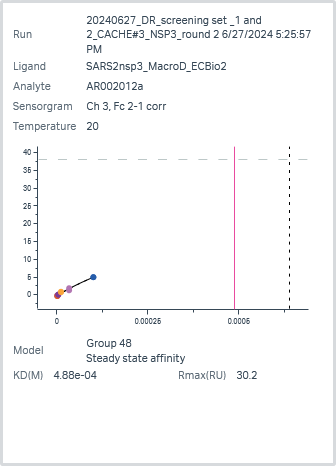 20240627_DR_screening set _1 and
Run 2_CACHE#3_NSP3_round 2 6/27/2024 5:25:57
PM
Ligand SARS2nsp3_MacroD_ECBio2
Analyte AR002012a
Sensorgram Ch 3, Fc 2-1 corr
Temperature 20
40
35
30
25
20
15
10
5
0
0 0.00025 0.0005
Group 48
Model
Steady state affinity
KD(M) 4.88e-04 Rmax(RU) 30.2